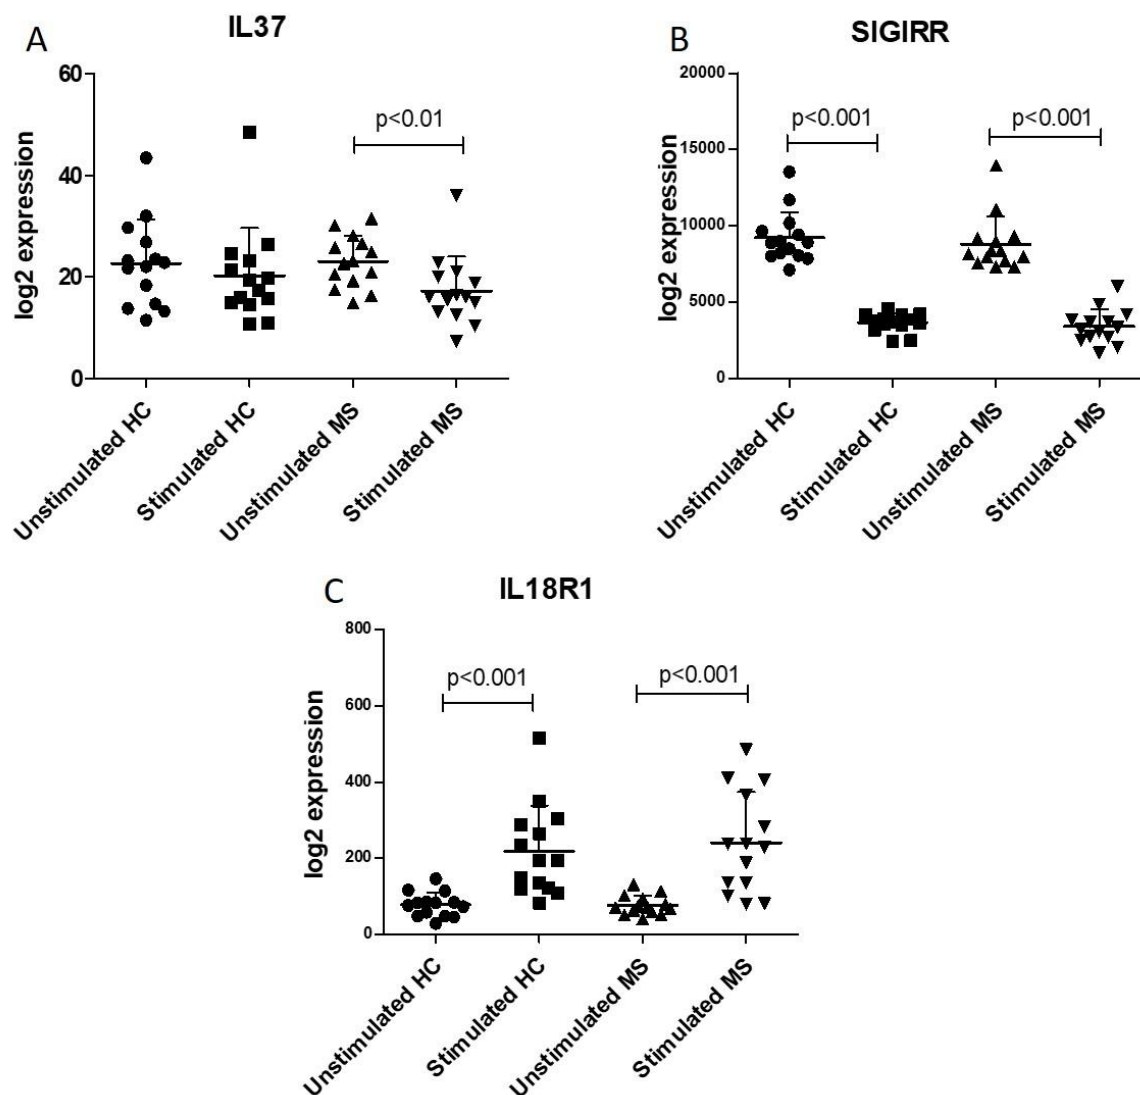 A
IL37
60
40
20
0
log2 expression
p<0.01
Unstimulated HC
Stimulated HC
Unstimulated MS
Stimulated MS
B
SIGIRR
20000
15000
10000
5000
0
log2 expression
p<0.001
p<0.001
Unstimulated HC
Stimulated HC
Unstimulated MS
Stimulated MS
C
IL18R1
800
600
400
200
0
log2 expression
p<0.001
p<0.001
Unstimulated HC
Stimulated HC
Unstimulated MS
Stimulated MS